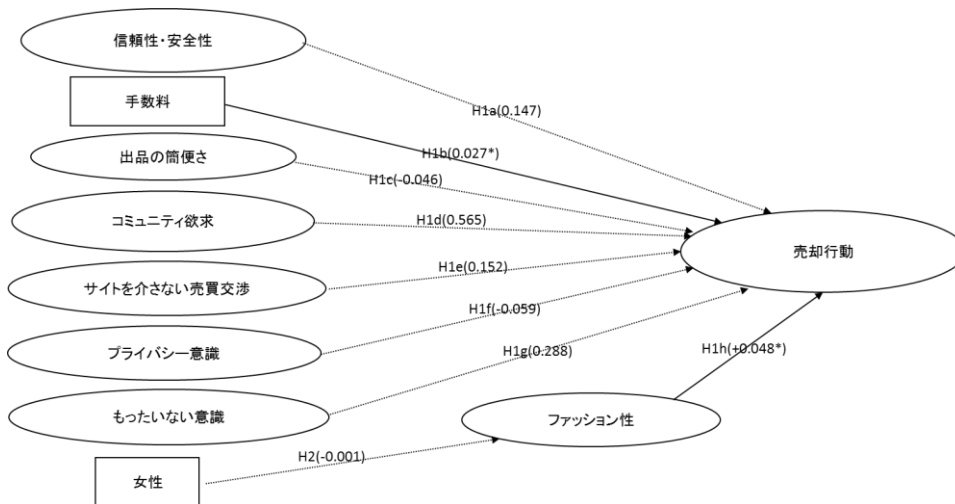 信頼性・安全性
手数料
出品の簡便さ
コミュニティ欲求
サイトを介さない売買交渉
プライバシー意識
もったいない意識
女性
H1a(0.147)
H1b(0.027*)
H1c(-0.046)
H1d(0.565)
H1e(0.152)
H1f(-0.059)
H1g(0.288)
H2(-0.001)
ファッション性
H1h(+0.048*)
売却行動